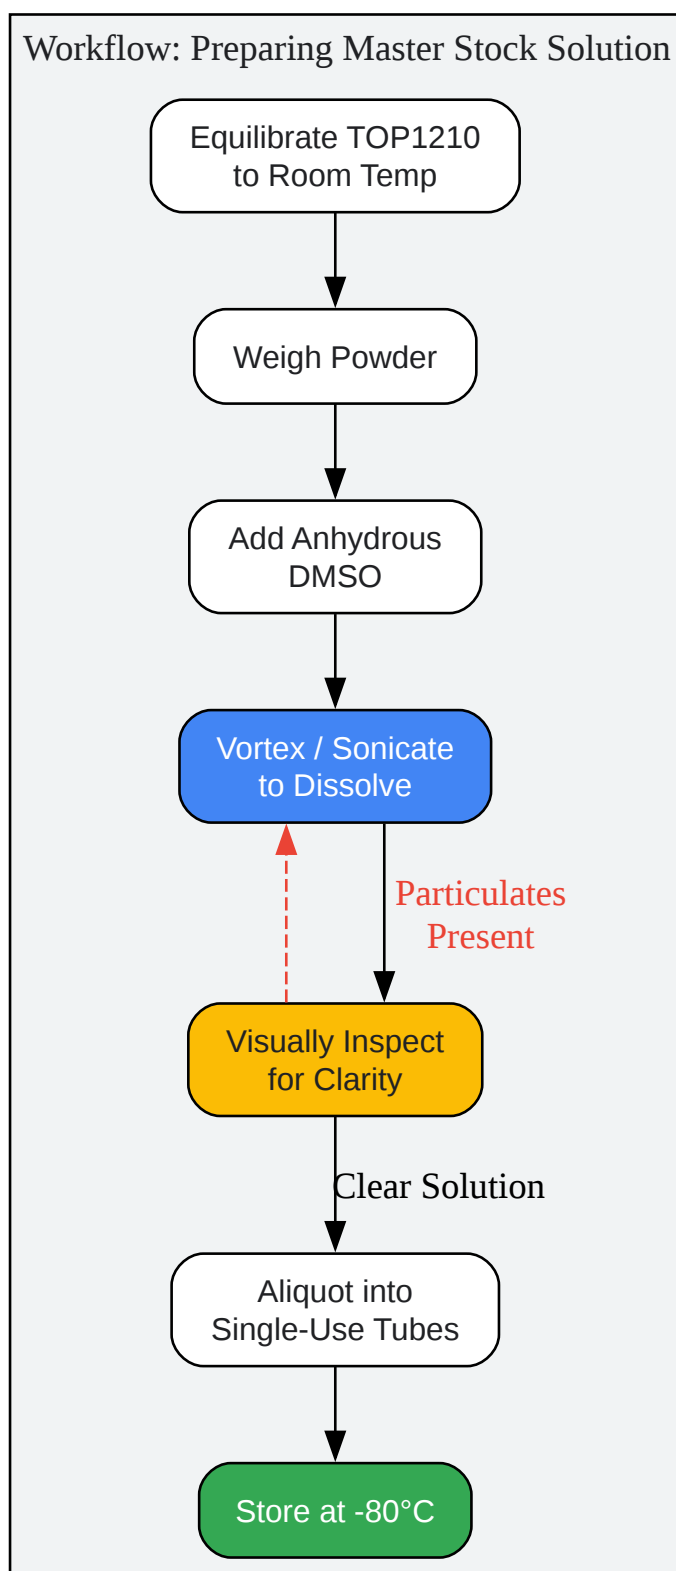 Workflow: Preparing Master Stock Solution
Equilibrate TOP1210
to Room Temp
Weigh Powder
Add Anhydrous
DMSO
Vortex / Sonicate
to Dissolve
Particulates
Present
Visually Inspect
for Clarity
Clear Solution
Aliquot into
Single-Use Tubes
Store at -80°C